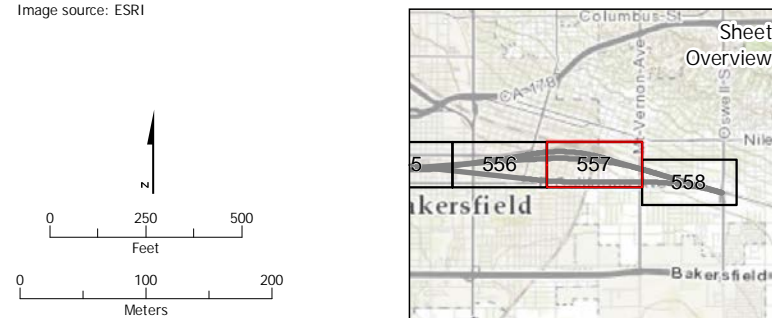 Image source: ESRI
N
0 250 500
Feet
0 100 200
Meters
Columbus-St
Sheet
Overview
CA-178
t-Vernon-Ave
Oswell-S
Nile
5 556 557 558
akersfield
Bakersfield